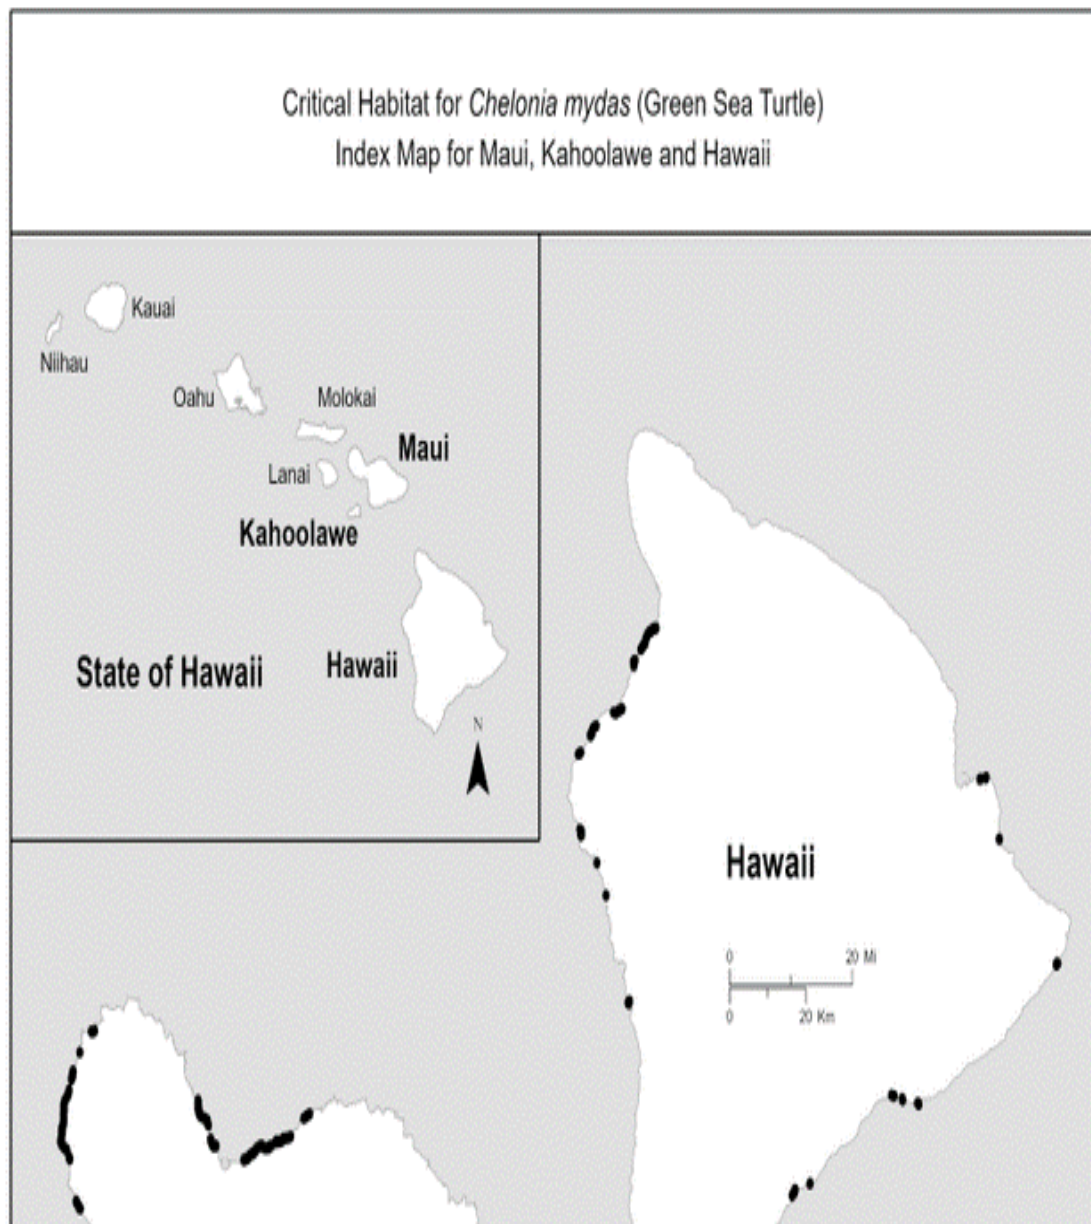 Critical Habitat for Chelonia mydas (Green Sea Turtle)
Index Map for Maui, Kahoolawe and Hawaii
Kauai
Niihau
Oahu
Molokai
Maui
Lanai
Kahoolawe
State of Hawaii
Hawaii
N
Hawaii
0 20 Mi
0 20 Km